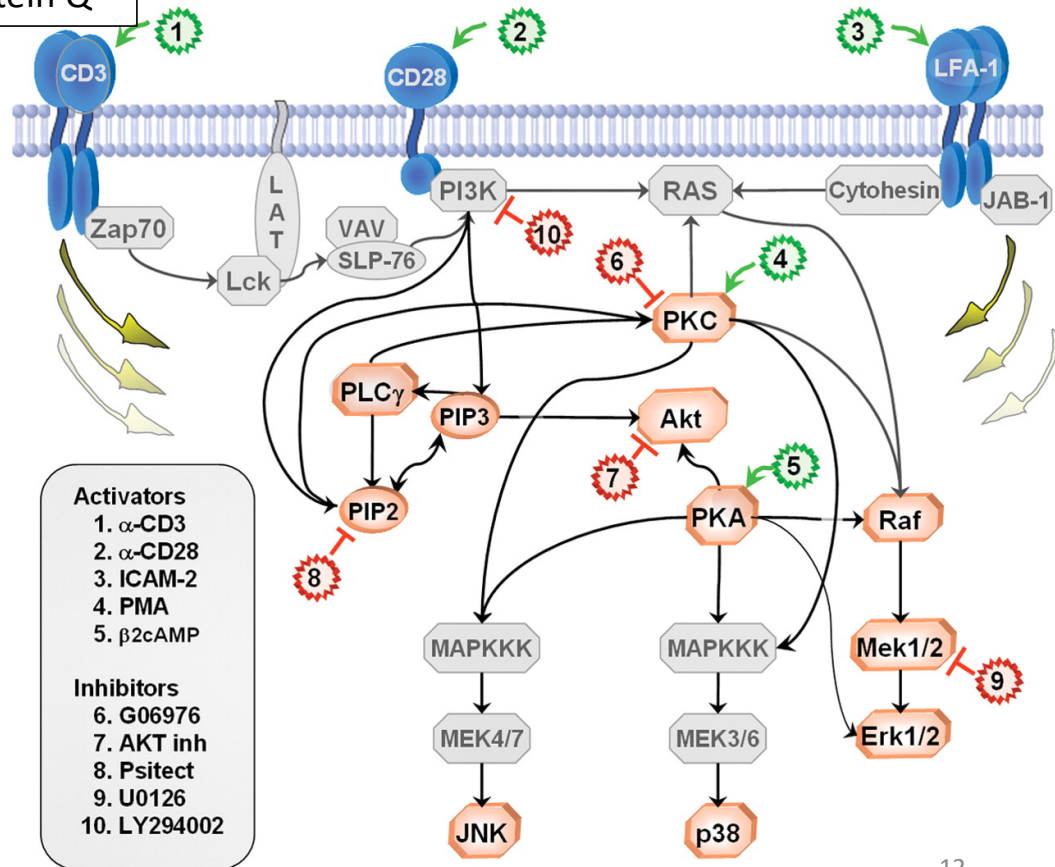 tein Q
1
2
3
CD3
CD28
LFA-1
LAT
PI3K
RAS
Cytohesin
JAB-1
Zap70
VAV
SLP-76
Lck
10
6
4
PKC
PLCγ
PIP3
Akt
7
5
PIP2
PKA
Raf
8
MAPKKK
MAPKKK
Mek1/2
9
MEK4/7
MEK3/6
Erk1/2
JNK
p38
Activators
1. α-CD3
2. α-CD28
3. ICAM-2
4. PMA
5. β2cAMP
Inhibitors
6. G06976
7. AKT inh
8. Psitect
9. U0126
10. LY294002